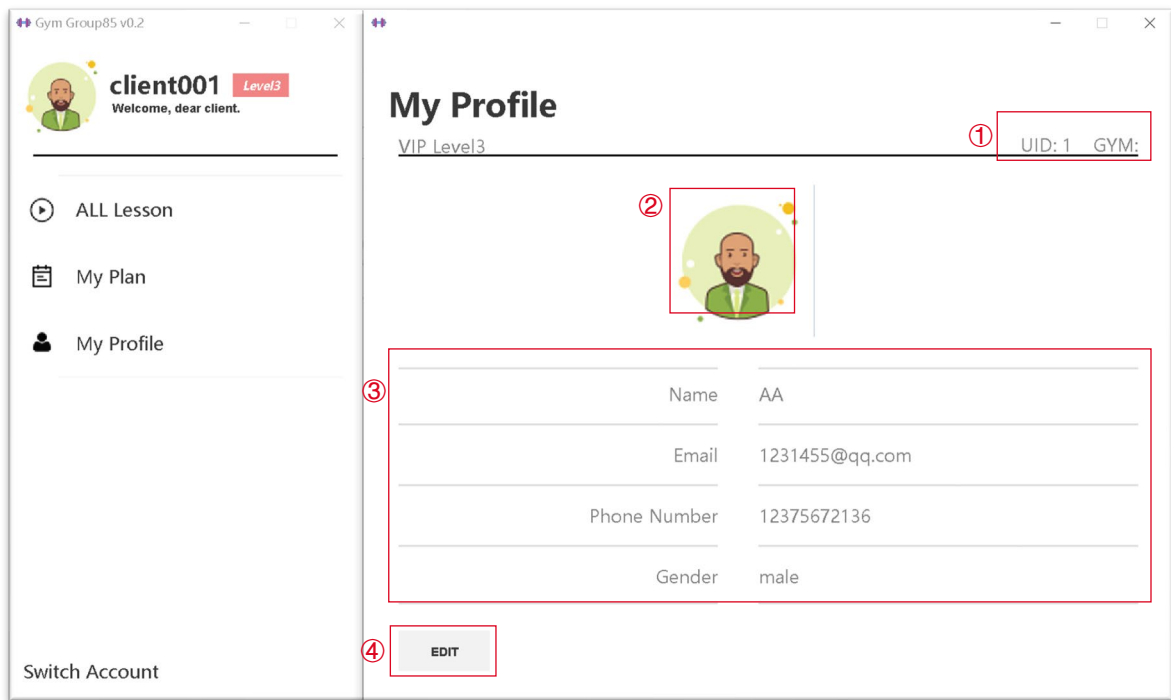 Gym Group85 v0.2
client001 Level3
Welcome, dear client.
ALL Lesson
My Plan
My Profile
Switch Account
My Profile
VIP Level3
① UID: 1 GYM:
②
③
Name AA
Email 1231455@qq.com
Phone Number 12375672136
Gender male
④ EDIT